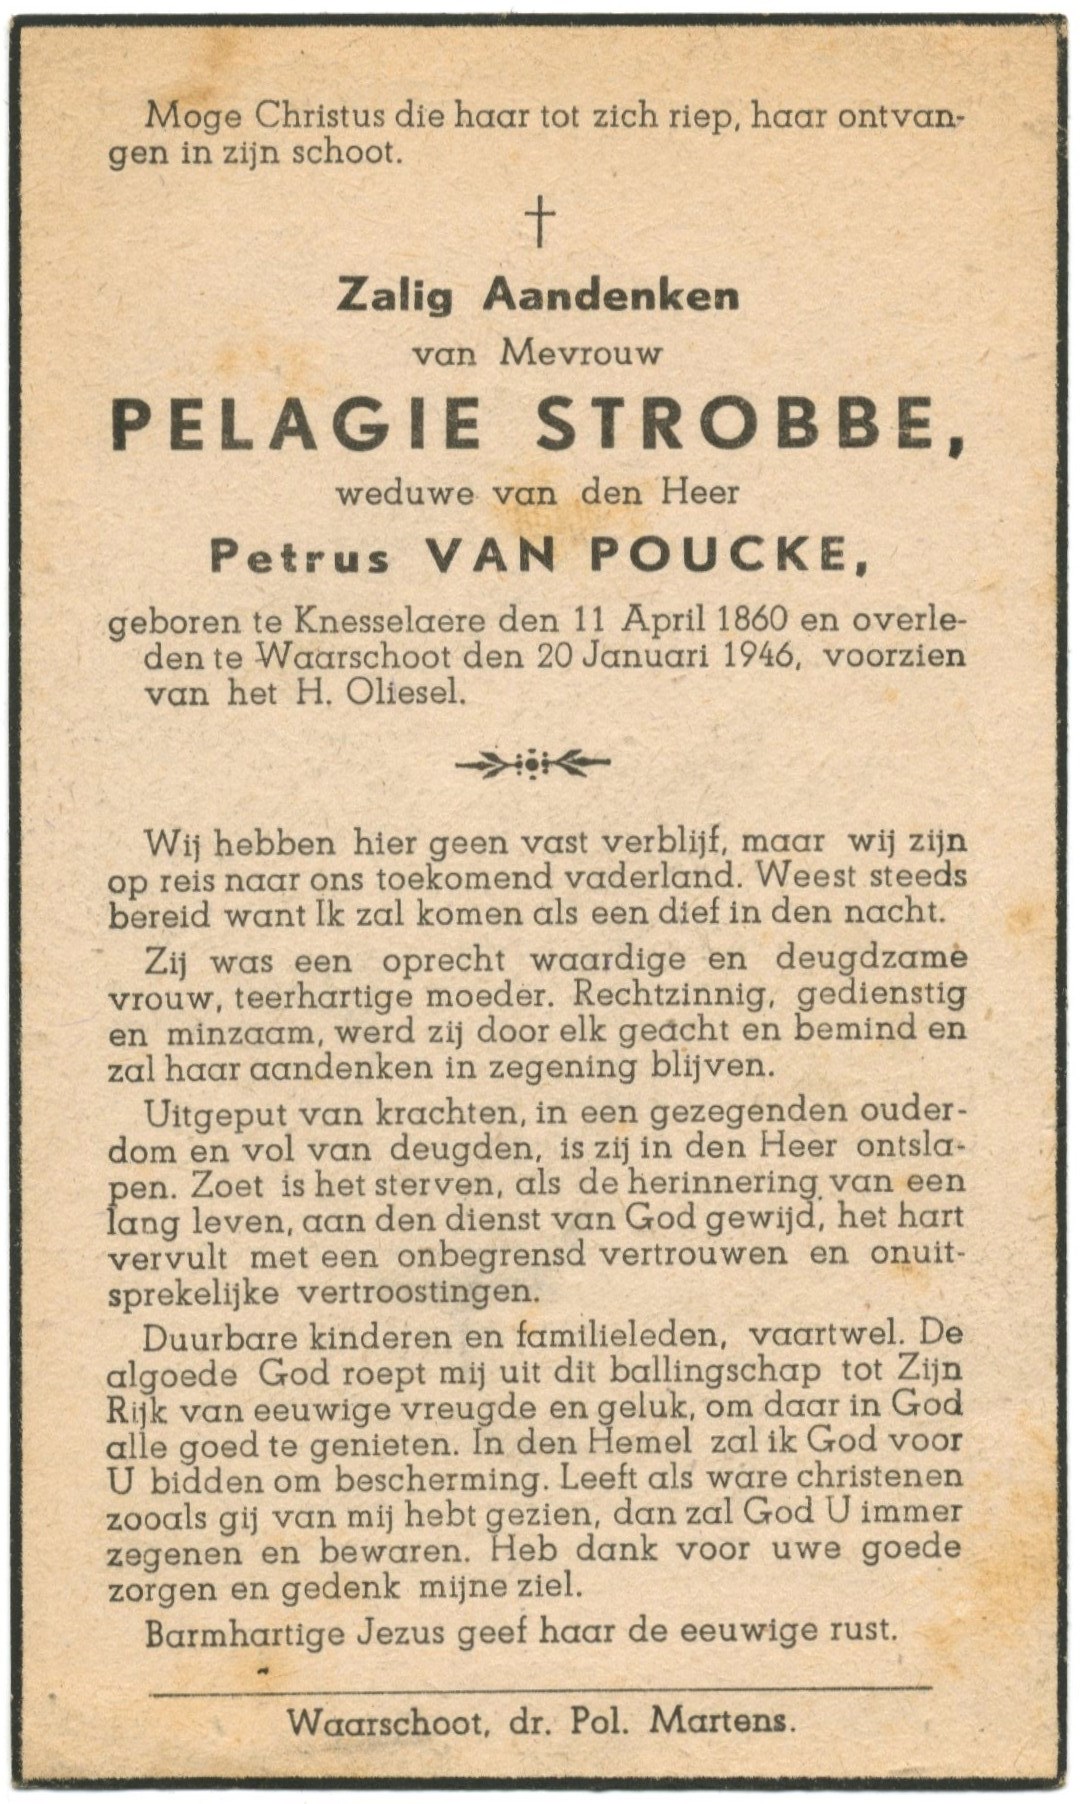 Moge Christus die haar tot zich riep, haar ontvan-
gen in zijn schoot.
Zalig Aandenken
van Mevrouw
PELAGIE STROBBE,
weduwe van den Heer
Petrus VAN POUCKE,
geboren te Knesselaere den 11 April 1860 en overle-
den te Waarschoot den 20 Januari 1946, voorzien
van het H. Oliesel.
Wij hebben hier geen vast verblijf, maar wij zijn
op reis naar ons toekomend vaderland. Weest steeds
bereid want Ik zal komen als een dief in den nacht.
Zij was een oprecht waardige en deugdzame
vrouw, teerhartige moeder. Rechtzinnig, gedienstig
en minzaam, werd zij door elk geacht en bemind en
zal haar aandenken in zegening blijven.
Uitgeput van krachten, in een gezegenden ouder-
dom en vol van deugden, is zij in den Heer ontsla-
pen. Zoet is het sterven, als de herinnering van een
lang leven, aan den dienst van God gewijd, het hart
vervult met een onbegrensd vertrouwen en onuit-
sprekelijke vertroostingen.
Duurbare kinderen en familieleden, vaartwel. De
algoede God roept mij uit dit ballingschap tot Zijn
Rijk van eeuwige vreugde en geluk, om daar in God
alle goed te genieten. In den Hemel zal ik God voor
U bidden om bescherming. Leeft als ware christenen
zooals gij van mij hebt gezien, dan zal God U immer
zegenen en bewaren. Heb dank voor uwe goede
zorgen en gedenk mijne ziel.
Barmhartige Jezus geef haar de eeuwige rust.
Waarschoot, dr. Pol. Martens.